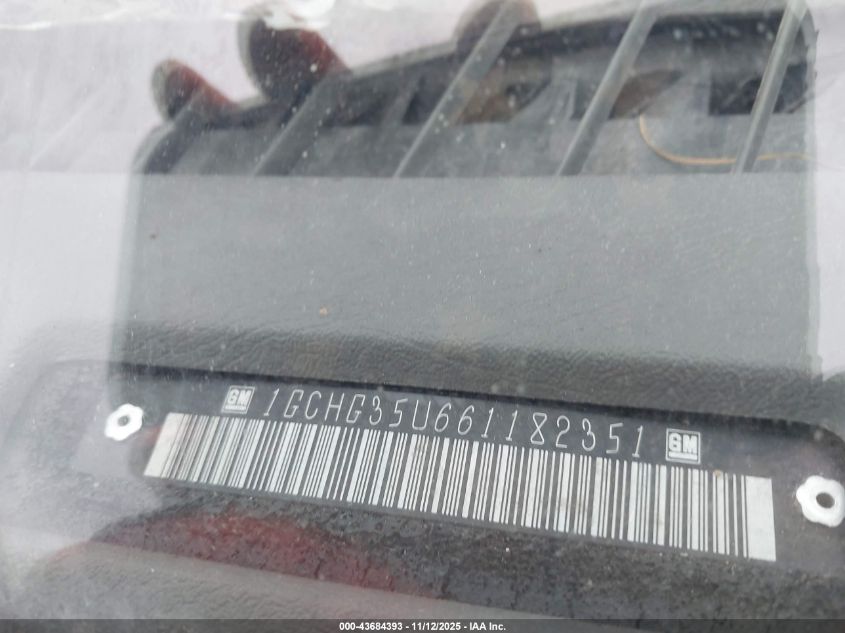 GM 1GCHG35U661182351 GM
000-43684393 - 11/12/2025 - IAA Inc.